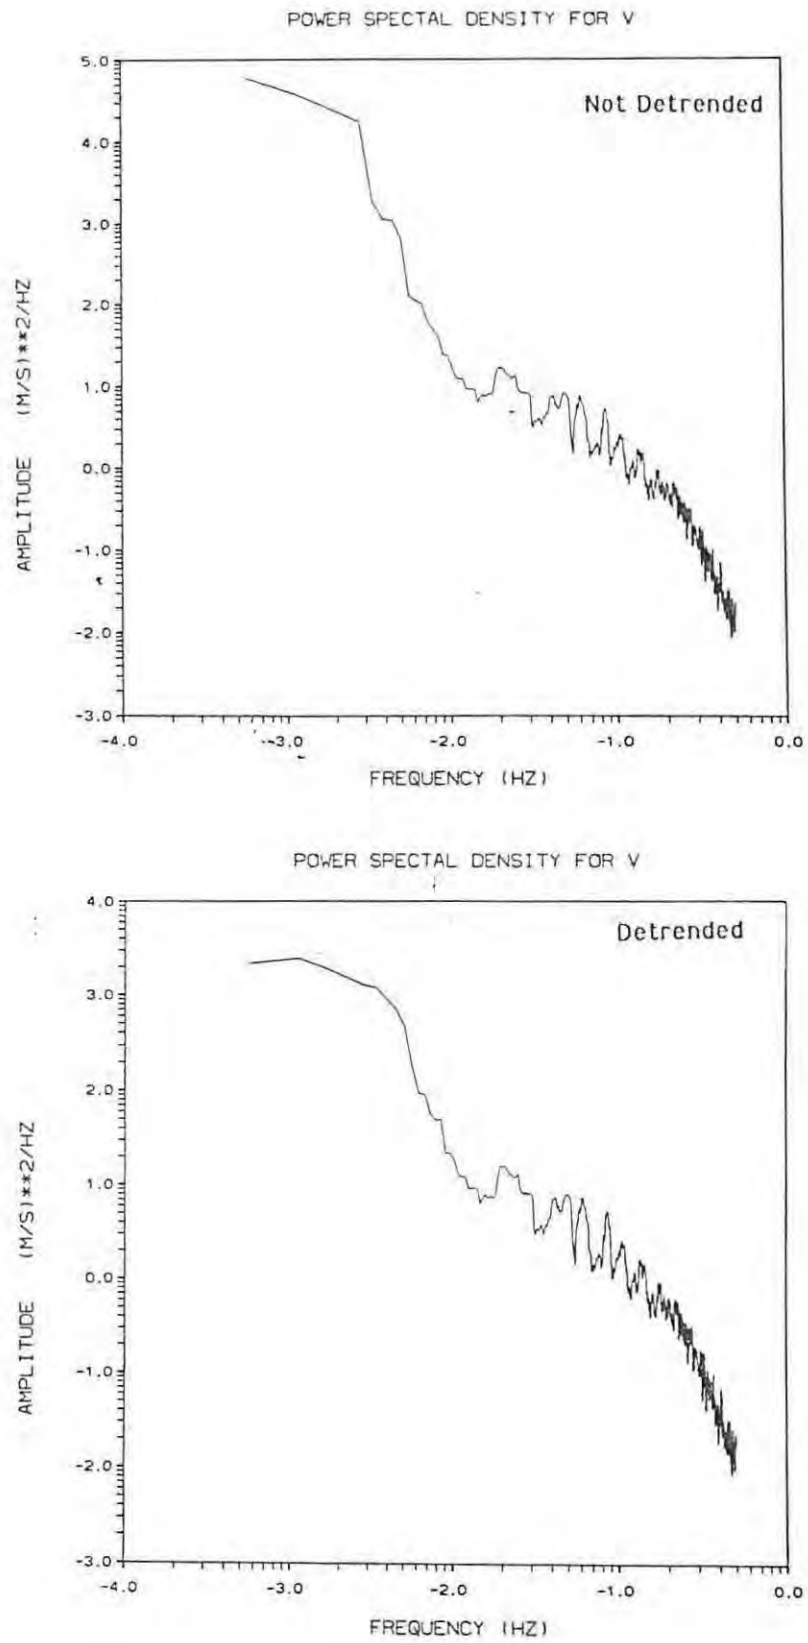 POWER SPECTAL DENSITY FOR V
Not Detrended
5.0
4.0
3.0
2.0
1.0
0.0
-1.0
-2.0
-3.0
AMPLITUDE (M/S)**2/HZ
-4.0 -3.0 -2.0 -1.0 0.0
FREQUENCY (HZ)
POWER SPECTAL DENSITY FOR V
Detrended
4.0
3.0
2.0
1.0
0.0
-1.0
-2.0
-3.0
AMPLITUDE (M/S)**2/HZ
-4.0 -3.0 -2.0 -1.0 0.0
FREQUENCY (HZ)